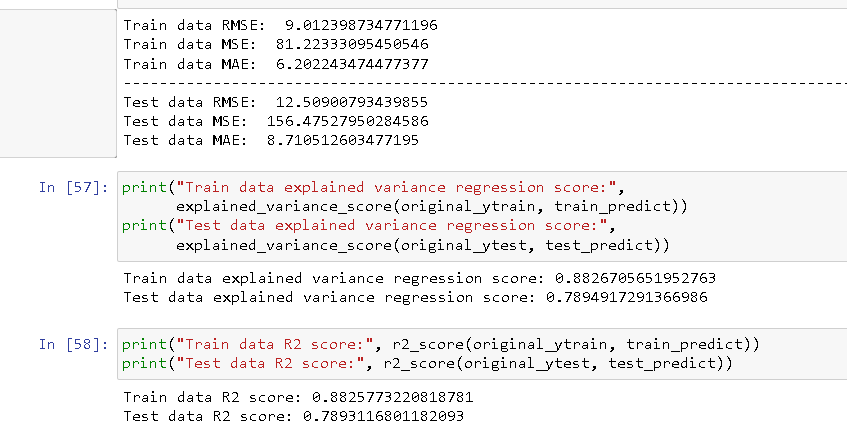 Train data RMSE:  9.012398734771196
Train data MSE:  81.22333095450546
Train data MAE:  6.202243474477377
-------------------------------------------------------------------------------------
Test data RMSE:  12.50900793439855
Test data MSE:  156.47527950284586
Test data MAE:  8.710512603477195
In [57]: print("Train data explained variance regression score:",
      explained_variance_score(original_ytrain, train_predict))
print("Test data explained variance regression score:",
      explained_variance_score(original_ytest, test_predict))
Train data explained variance regression score: 0.8826705651952763
Test data explained variance regression score: 0.7894917291366986
In [58]: print("Train data R2 score:", r2_score(original_ytrain, train_predict))
print("Test data R2 score:", r2_score(original_ytest, test_predict))
Train data R2 score: 0.8825773220818781
Test data R2 score: 0.7893116801182093